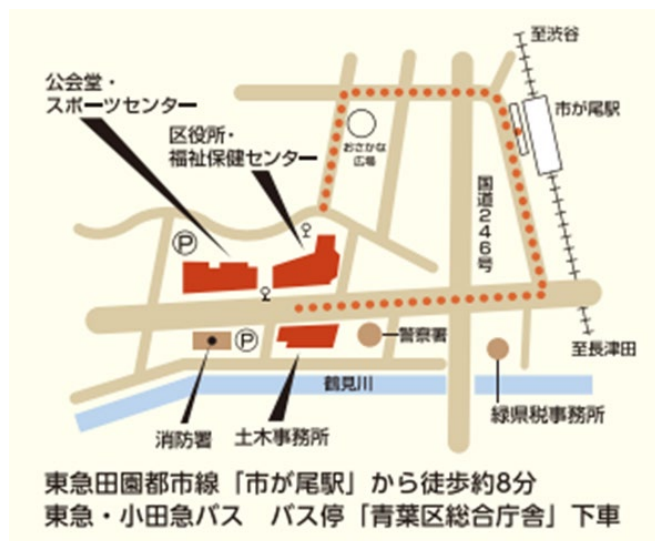 至渋谷
公会堂・
スポーツセンター
市が尾駅
区役所・
福祉保健センター
おさかな
広場
国道246号
P
P
警察署
至長津田
鶴見川
緑県税事務所
消防署
土木事務所
東急田園都市線「市が尾駅」から徒歩約8分
東急・小田急バス　バス停「青葉区総合庁舎」下車